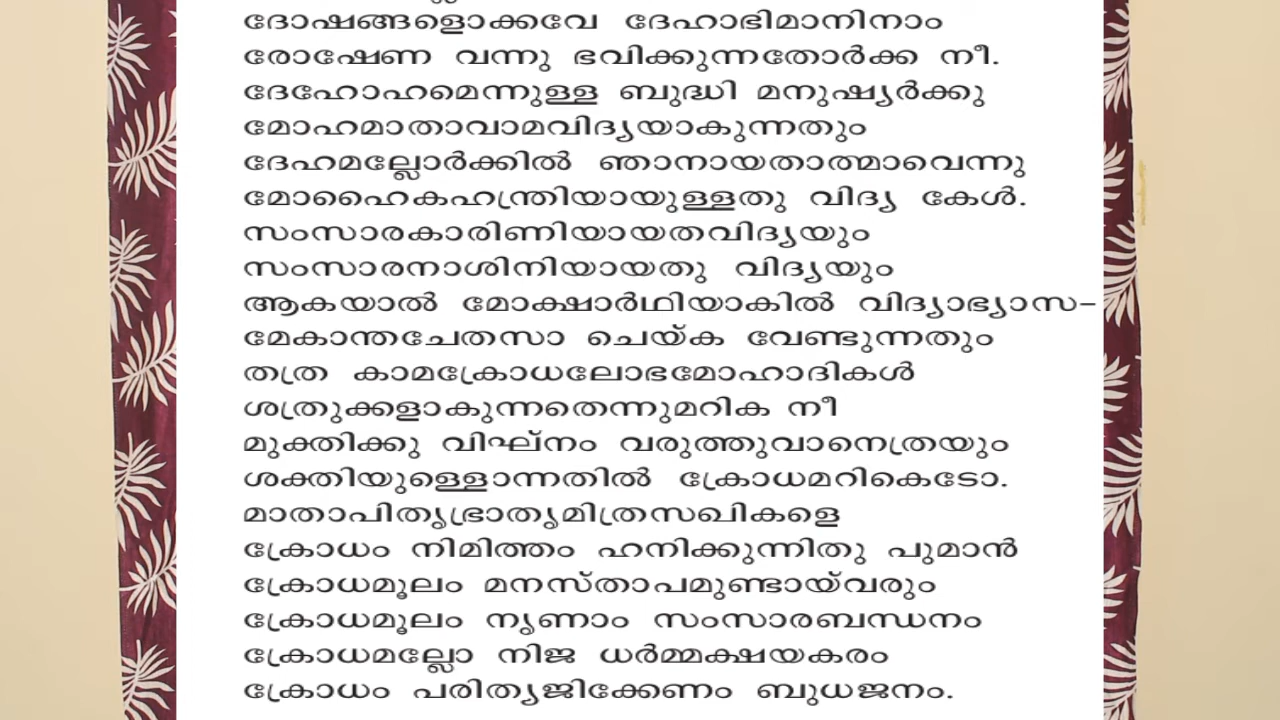 ദോഷങ്ങളൊക്കവേ ദേഹാഭിമാനിനാം
രോഷേണ വന്നു ഭവിക്കുന്നതോർക്ക നീ.
ദേഹോഹമെന്നുള്ള ബുദ്ധി മനുഷ്യർക്കു
മോഹമാതാവാമവിദ്യയാകുന്നതും
ദേഹമല്ലോർക്കിൽ ഞാനായതാത്മാവെന്നു
മോഹൈകഹന്ത്രിയായുള്ളതു വിദ്യ കേൾ.
സംസാരകാരിണിയായതവിദ്യയും
സംസാരനാശിനിയായതു വിദ്യയും
ആകയാൽ മോക്ഷാർഥിയാകിൽ വിദ്യാഭ്യാസ-
മേകാന്തചേതസാ ചെയ്ക വേണ്ടുന്നതും
തത്ര കാമക്രോധലോഭമോഹാദികൾ
ശത്രുക്കളാകുന്നതെന്നുമറിക നീ
മുക്തിക്കു വിഘ്നം വരുത്തുവാനെത്രയും
ശക്തിയുള്ളൊന്നതിൽ ക്രോധമറികെടോ.
മാതാപിതൃഭ്രാതൃമിത്രസഖികളെ
ക്രോധം നിമിത്തം ഹനിക്കുന്നിതു പുമാൻ
ക്രോധമൂലം മനസ്താപമുണ്ടായ്‌വരും
ക്രോധമൂലം നൃണാം സംസാരബന്ധനം
ക്രോധമല്ലോ നിജ ധർമ്മക്ഷയകരം
ക്രോധം പരിത്യജിക്കേണം ബുധജനം.